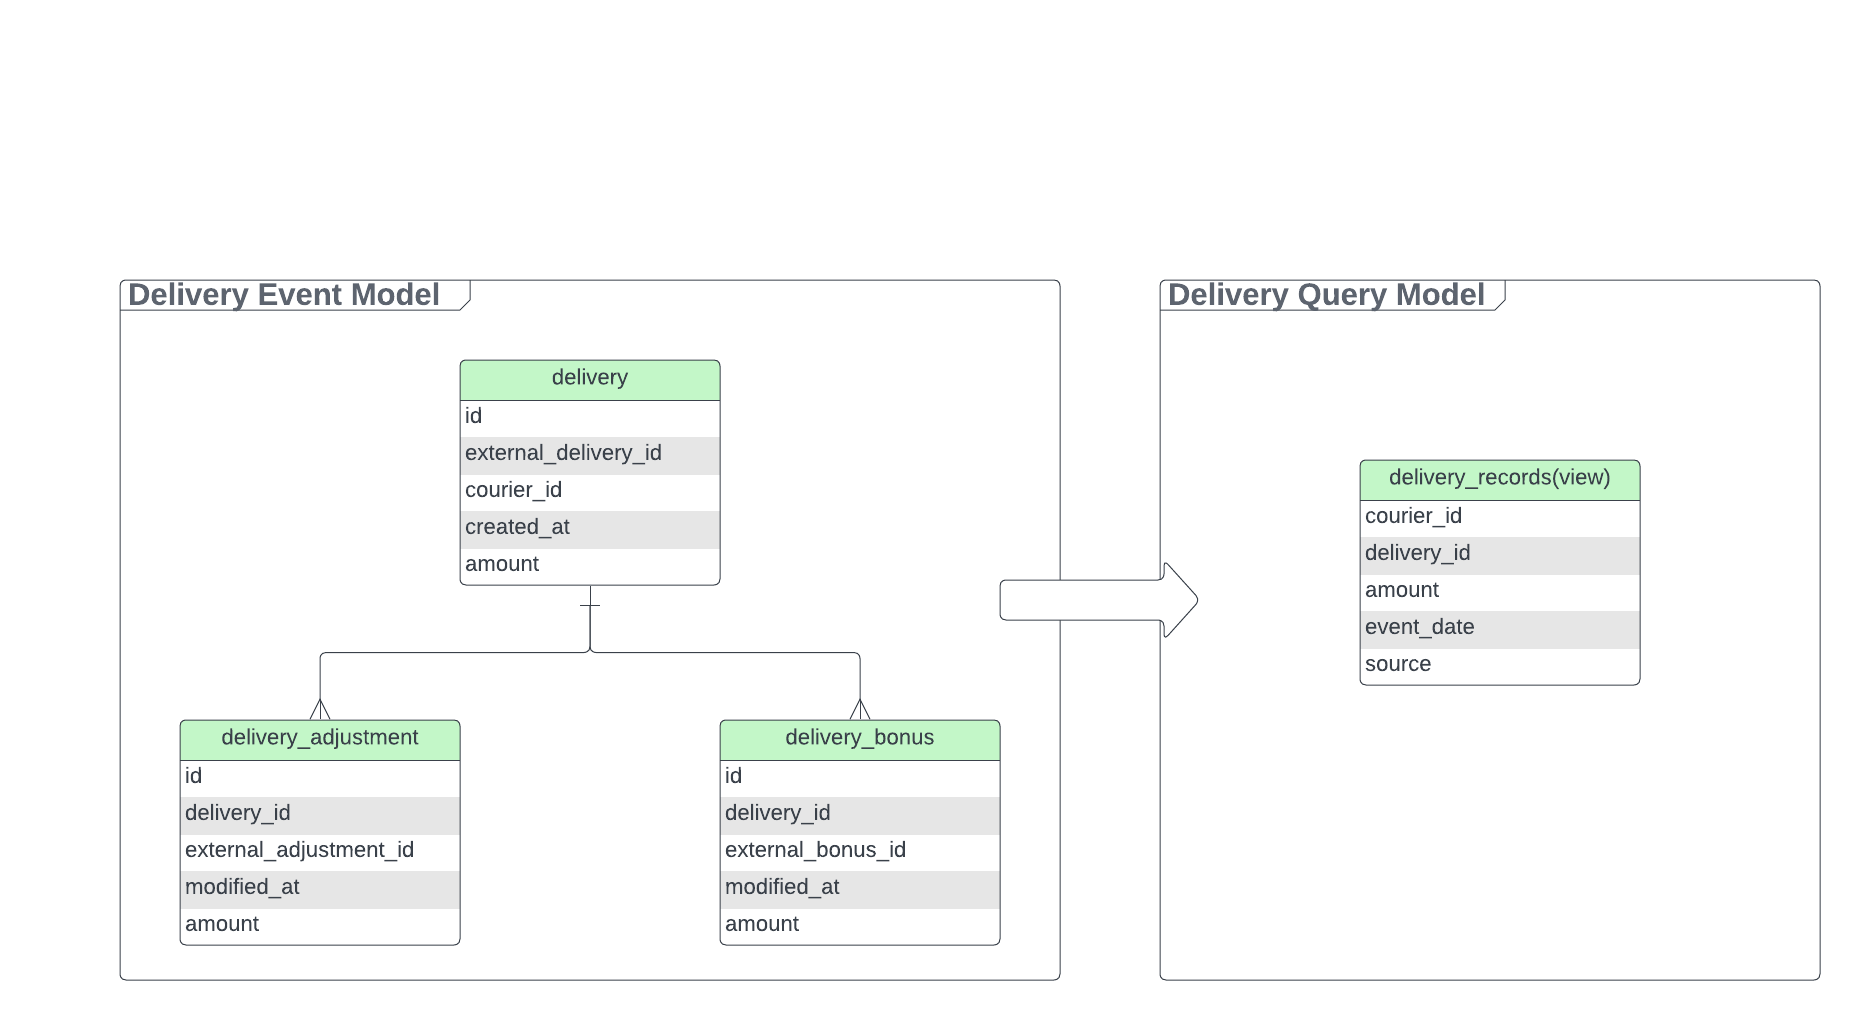 Delivery Event Model
delivery
id
external_delivery_id
courier_id
created_at
amount
delivery_adjustment
id
delivery_id
external_adjustment_id
modified_at
amount
delivery_bonus
id
delivery_id
external_bonus_id
modified_at
amount
Delivery Query Model
delivery_records(view)
courier_id
delivery_id
amount
event_date
source